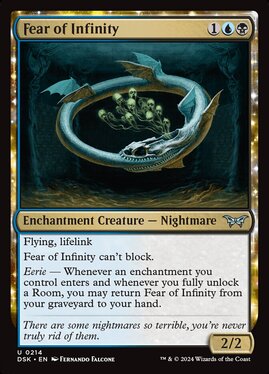 Fear of Infinity 1
Enchantment Creature — Nightmare
Flying, lifelink
Fear of Infinity can't block.
Eerie — Whenever an enchantment you
control enters and whenever you fully unlock
a Room, you may return Fear of Infinity from
your graveyard to your hand.
There are some nightmares so terrible, you're never
truly rid of them.
2/2
U 0214
DSK • EN Fernando Falcone
™ & © 2024 Wizards of the Coast